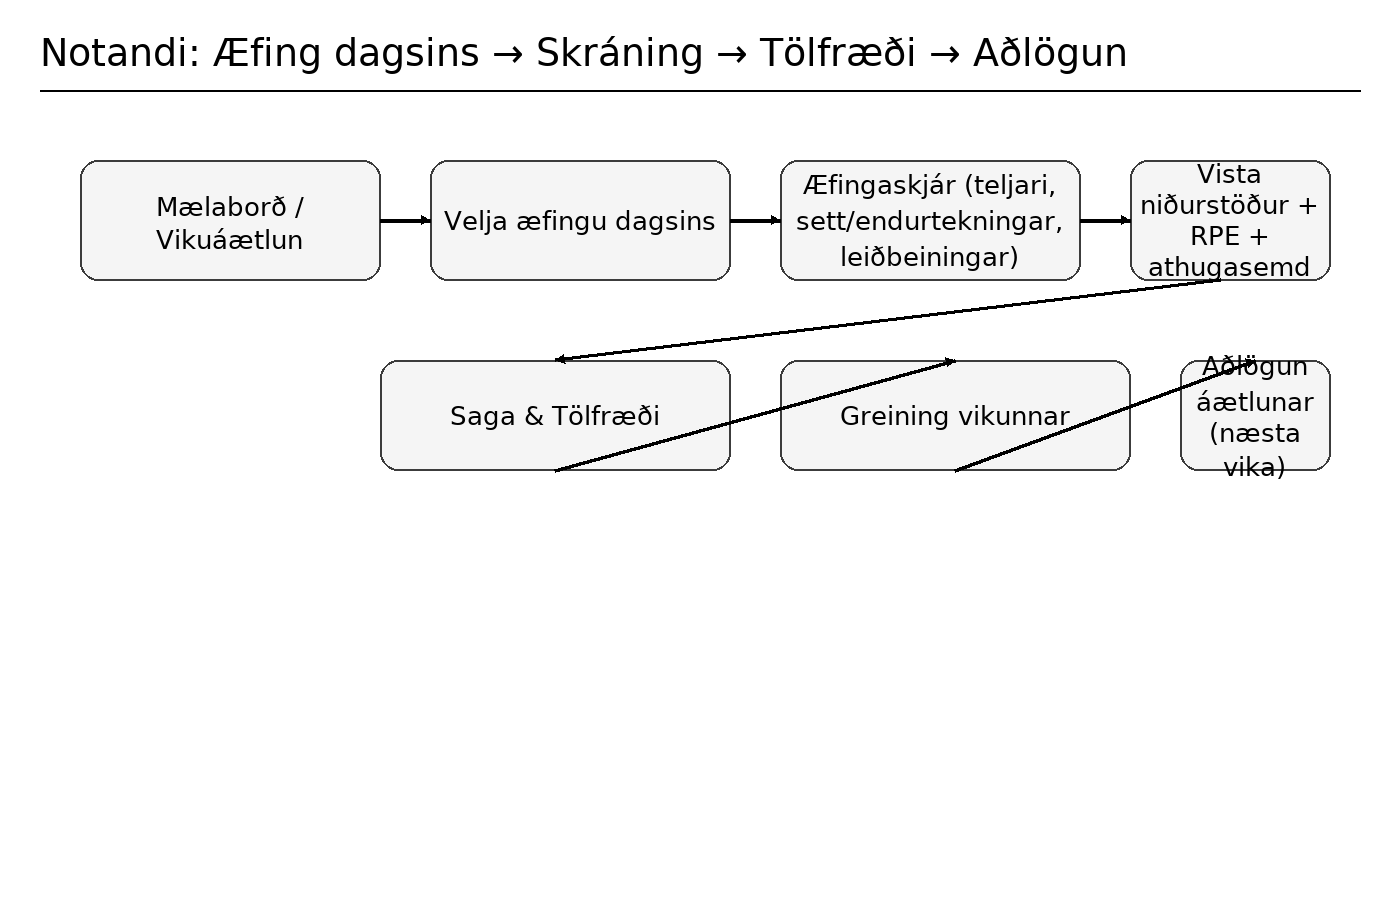 Notandi: Æfing dagsins → Skráning → Tölfræði → Aðlögun
Mælaborð /
Vikuáætlun
Velja æfingu dagsins
Æfingaskjár (teljari,
sett/endurtekningar,
leiðbeiningar)
Vista
niðurstöður +
RPE +
athugasemd
Saga & Tölfræði
Greining vikunnar
Aðlögun
áætlunar
(næsta
vika)